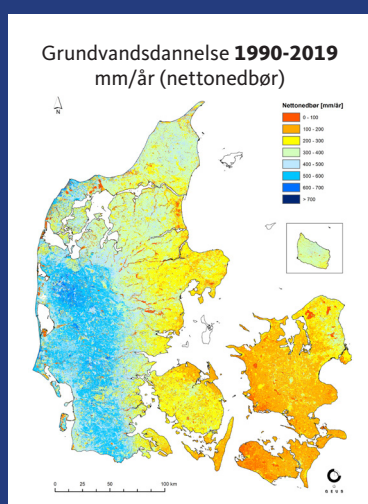 Grundvandsdannelse 1990-2019
mm/år (nettonedbør)
N
Nettonedbør [mm/år]
0 - 100
100 - 200
200 - 300
300 - 400
400 - 500
500 - 600
600 - 700
> 700
0 25 50 100 km
G E U S